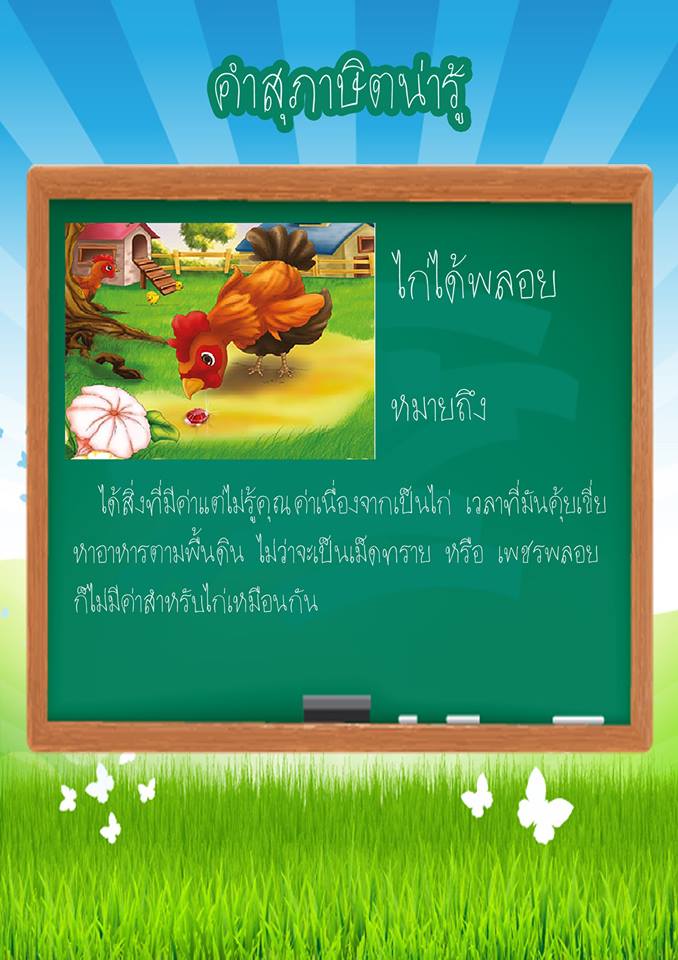 คำสุภาษิตน่ารู้
ไก่ได้พลอย
หมายถึง
ได้สิ่งที่มีค่าแต่ไม่รู้คุณค่าเนื่องจากเป็นไก่ เวลาที่มันคุ้ยเขี่ย
หาอาหารตามพื้นดิน ไม่ว่าจะเป็นเม็ดทราย หรือ เพชรพลอย
ก็ไม่มีค่าสำหรับไก่เหมือนกัน